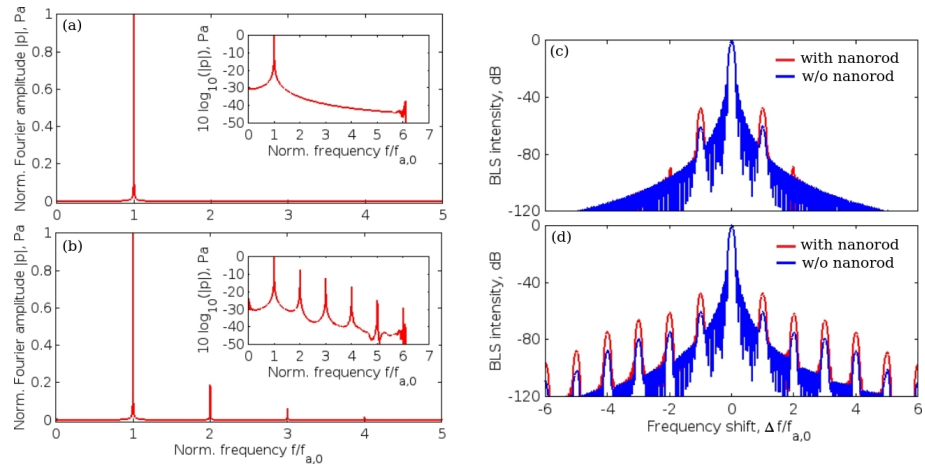 (a)
Norm. Fourier amplitude |p|, Pa
1
0.8
0.6
0.4
0.2
0
0 1 2 3 4 5
10 log10(|p|), Pa
0
-10
-20
-30
-40
-50
0 1 2 3 4 5 6 7
Norm. frequency f/fa,0
(b)
Norm. Fourier amplitude |p|, Pa
1
0.8
0.6
0.4
0.2
0
0 1 2 3 4 5
Norm. frequency f/fa,0
10 log10(|p|), Pa
0
-10
-20
-30
-40
-50
0 1 2 3 4 5 6 7
Norm. frequency f/fa,0
(c)
BLS intensity, dB
0
-40
-80
-120
with nanorod
w/o nanorod
(d)
BLS intensity, dB
0
-40
-80
-120
with nanorod
w/o nanorod
-6 -4 -2 0 2 4 6
Frequency shift, Δf/fa,0